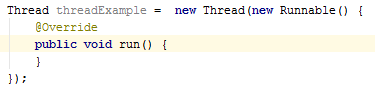 Thread threadExample =  new Thread(new Runnable() {
    @Override
    public void run() {
    }
});